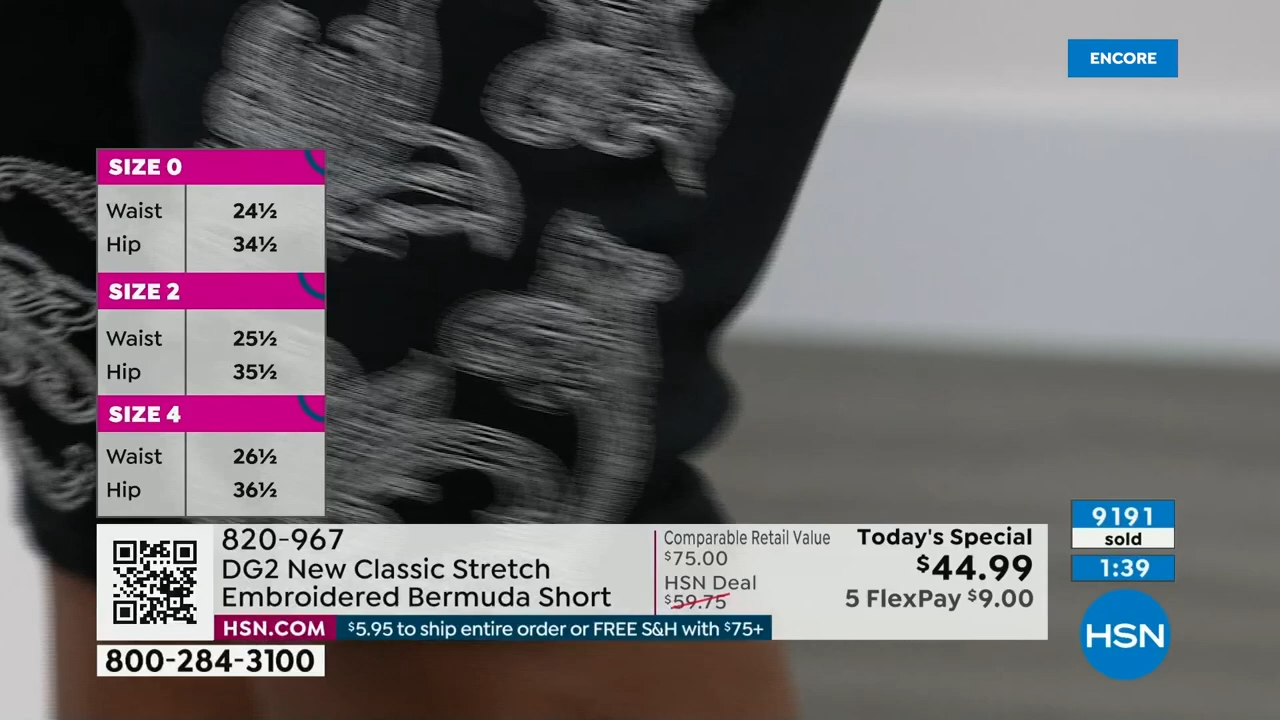 ENCORE
SIZE 0
Waist 24½
Hip 34½
SIZE 2
Waist 25½
Hip 35½
SIZE 4
Waist 26½
Hip 36½
820-967
DG2 New Classic Stretch
Embroidered Bermuda Short
Comparable Retail Value
$75.00
HSN Deal
$59.75
Today's Special
$44.99
5 FlexPay $9.00
HSN.COM
$5.95 to ship entire order or FREE S&H with $75+
800-284-3100
9191
sold
1:39
HSN